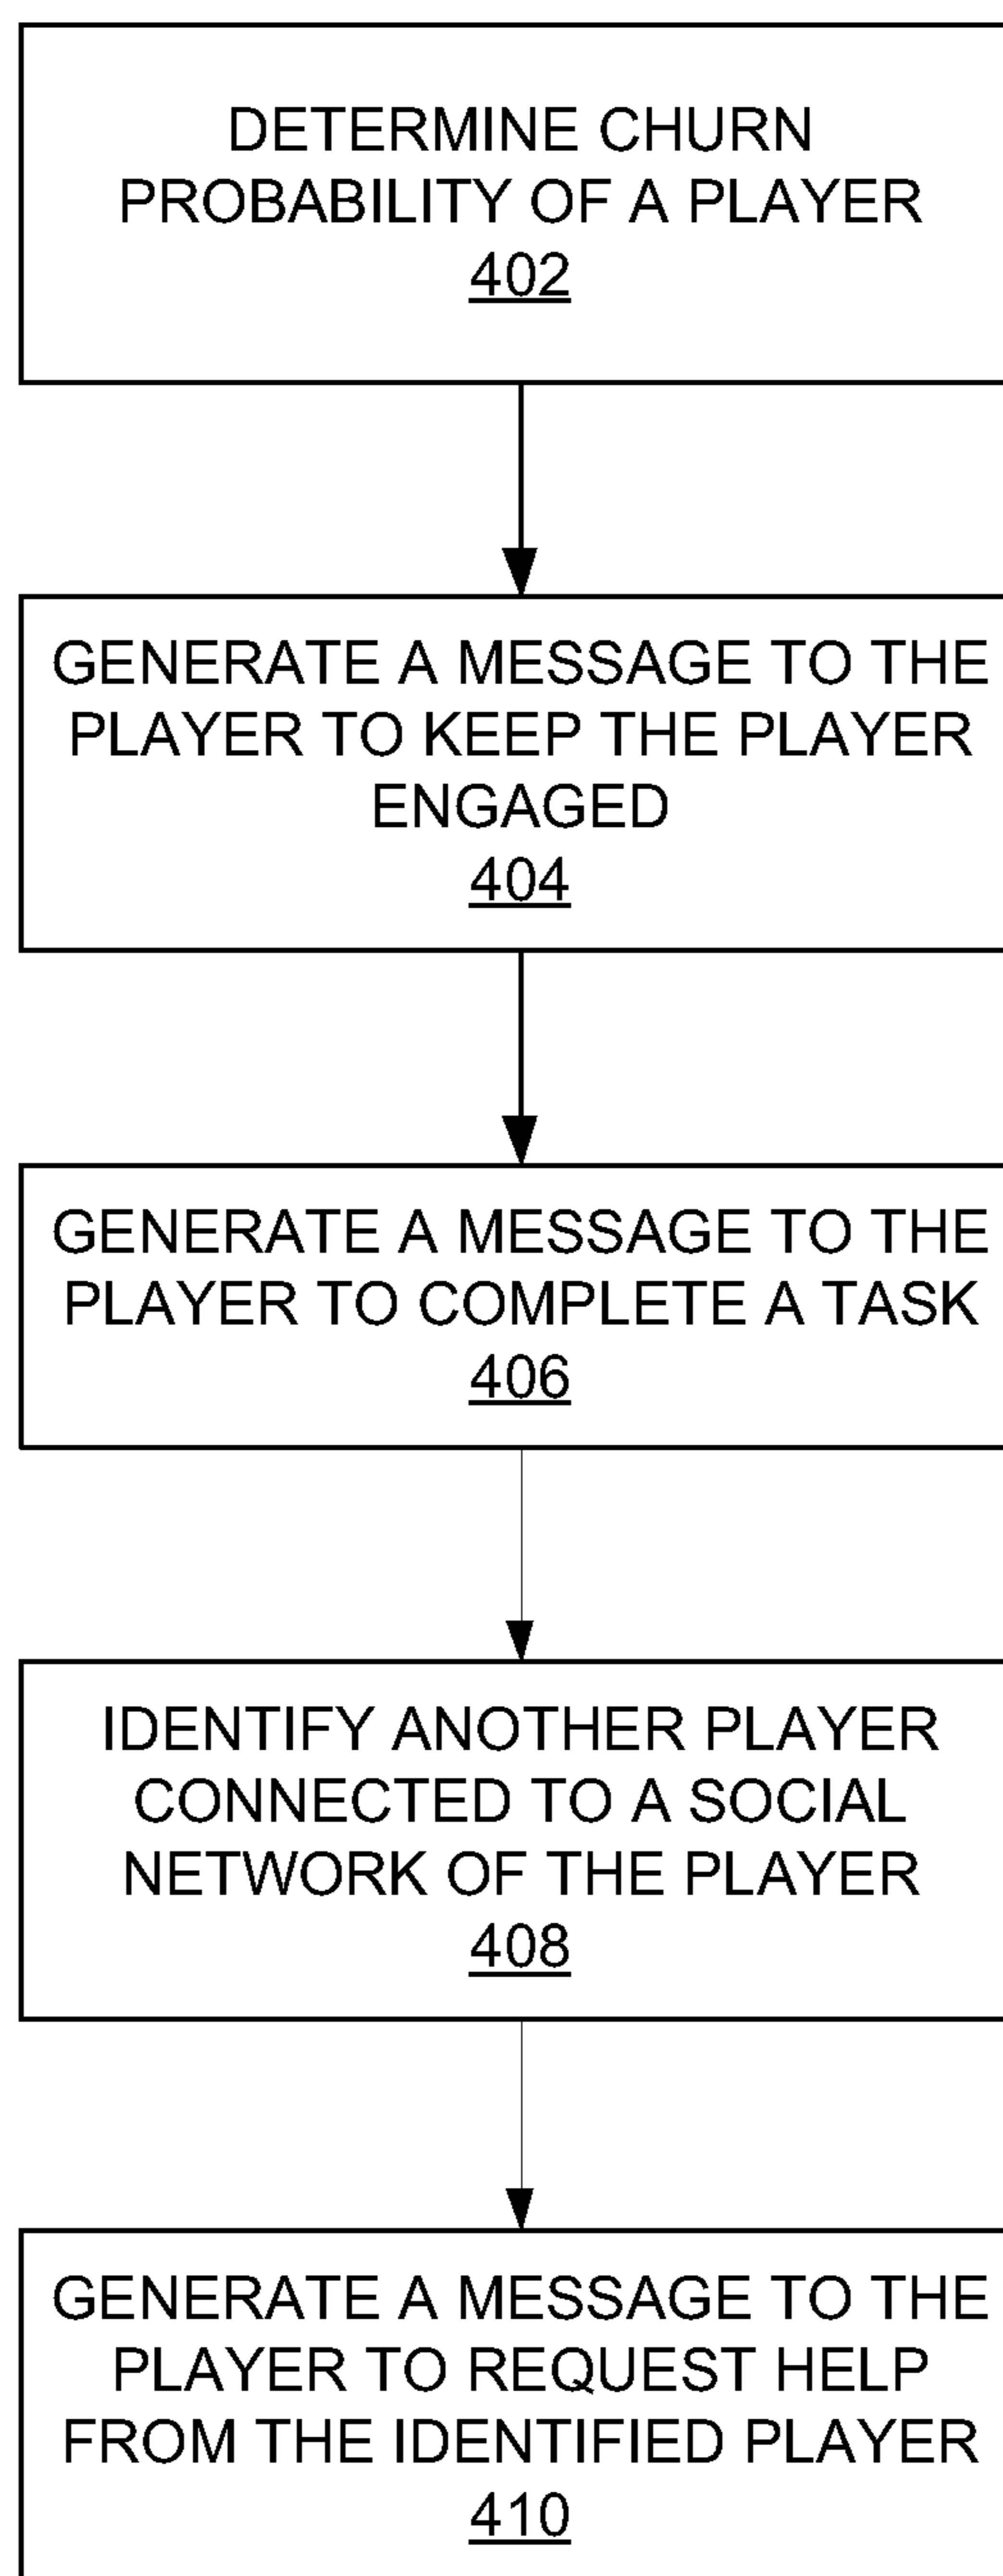 DETERMINE CHURN
PROBABILITY OF A PLAYER
402
GENERATE A MESSAGE TO THE
PLAYER TO KEEP THE PLAYER
ENGAGED
404
GENERATE A MESSAGE TO THE
PLAYER TO COMPLETE A TASK
406
IDENTIFY ANOTHER PLAYER
CONNECTED TO A SOCIAL
NETWORK OF THE PLAYER
408
GENERATE A MESSAGE TO THE
PLAYER TO REQUEST HELP
FROM THE IDENTIFIED PLAYER
410